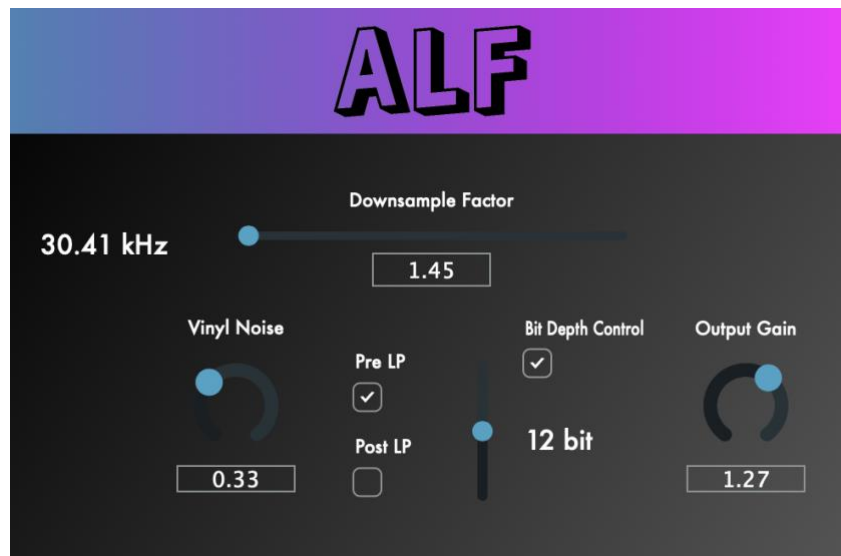 ALF
Downsample Factor
30.41 kHz
1.45
Vinyl Noise
Bit Depth Control
Output Gain
Pre LP
Post LP
12 bit
0.33
1.27